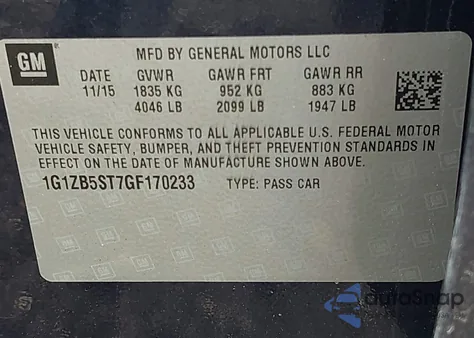 GM
MFD BY GENERAL MOTORS LLC
DATE GVWR GAWR FRT GAWR RR
11/15 1835 KG 952 KG 883 KG
4046 LB 2099 LB 1947 LB
THIS VEHICLE CONFORMS TO ALL APPLICABLE U.S. FEDERAL MOTOR
VEHICLE SAFETY, BUMPER, AND THEFT PREVENTION STANDARDS IN
EFFECT ON THE DATE OF MANUFACTURE SHOWN ABOVE.
1G1ZB5ST7GF170233 TYPE: PASS CAR
autoSnap